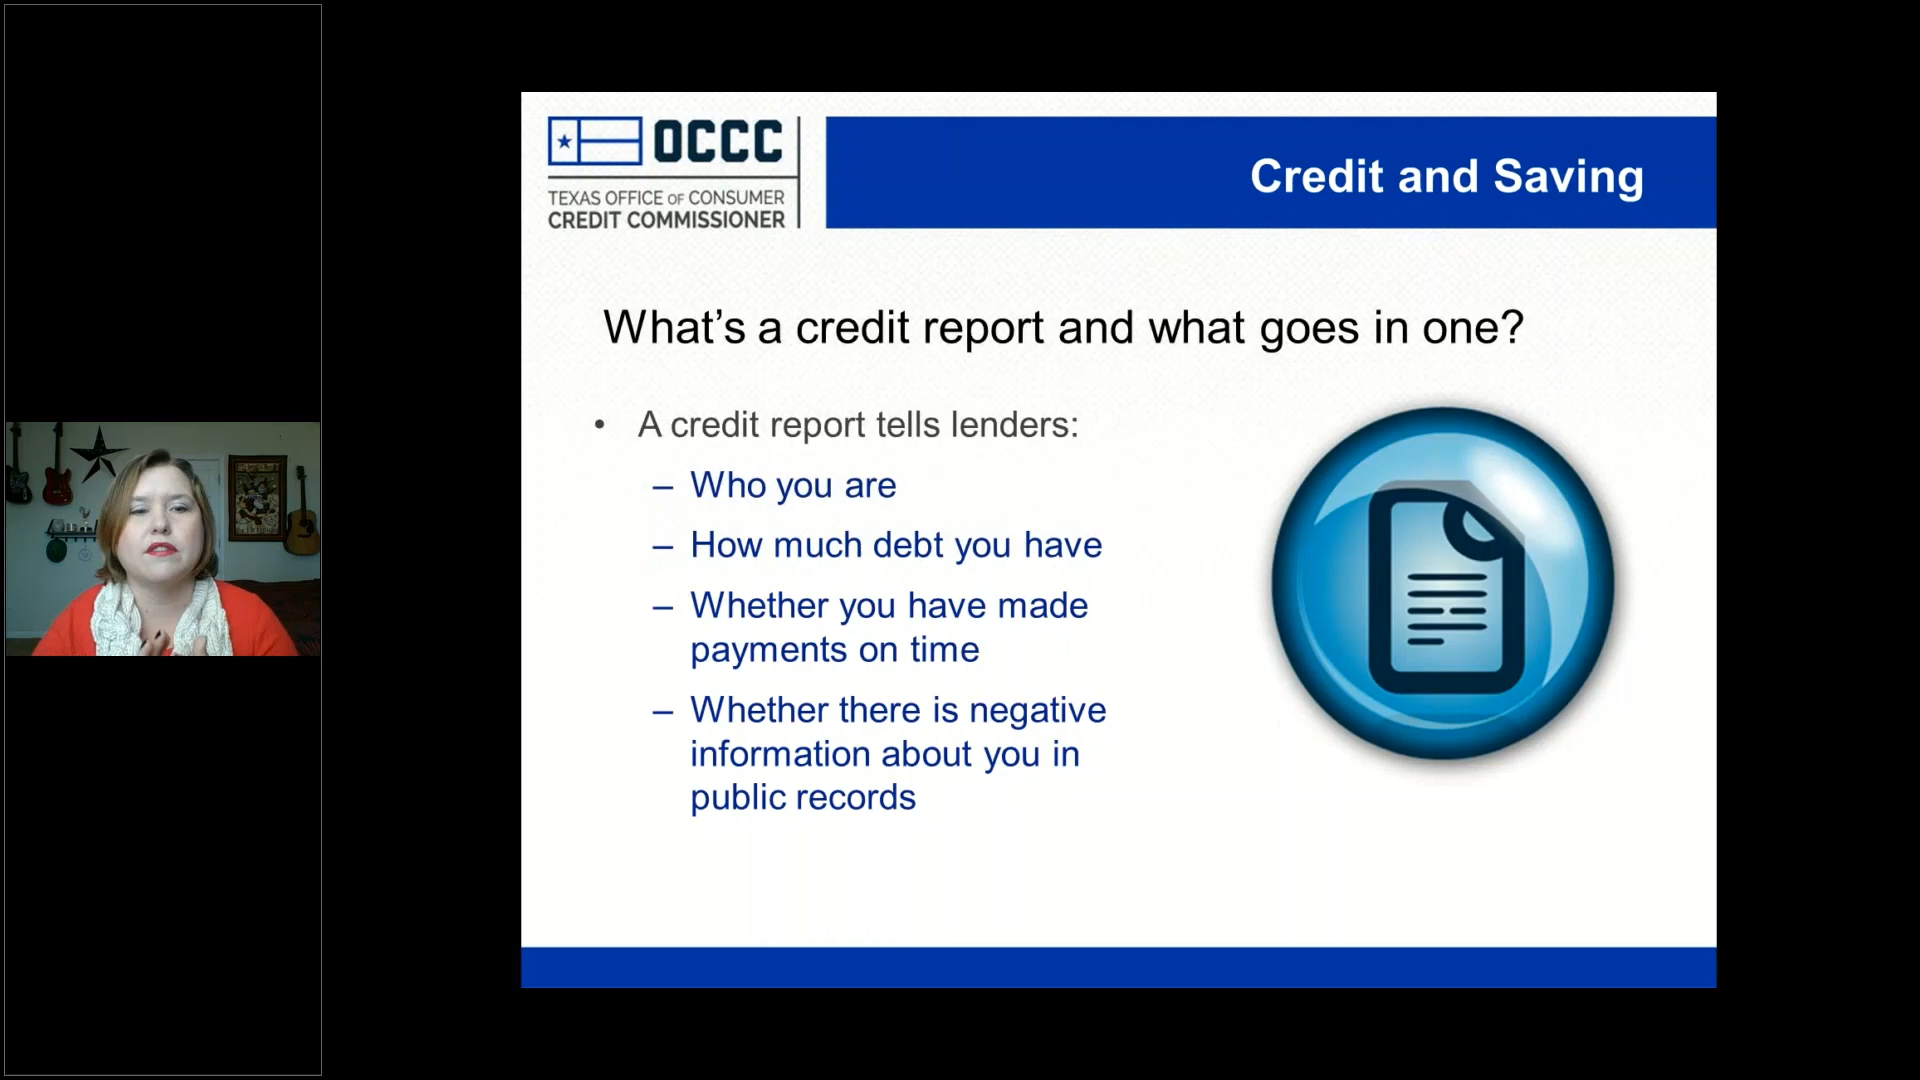 OCCC
TEXAS OFFICE OF CONSUMER
CREDIT COMMISSIONER
Credit and Saving
What’s a credit report and what goes in one?
• A credit report tells lenders:
– Who you are
– How much debt you have
– Whether you have made
payments on time
– Whether there is negative
information about you in
public records